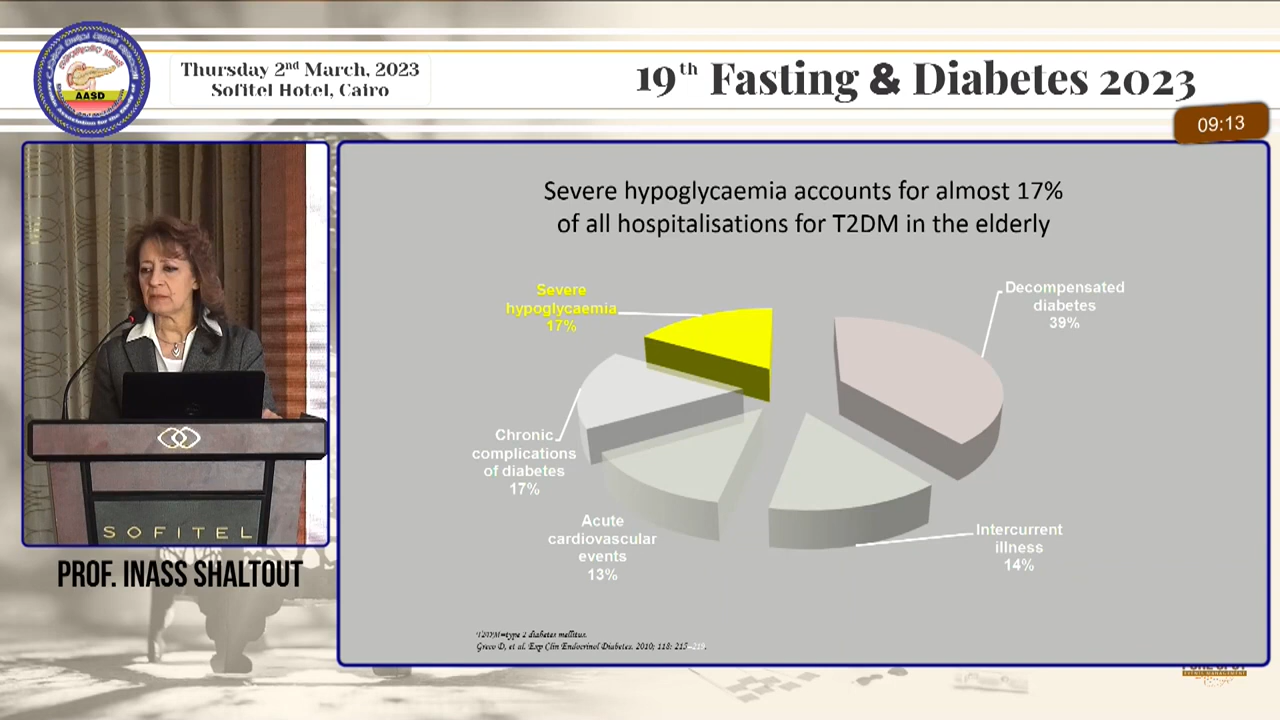 AASD
Thursday 2nd March, 2023
Sofitel Hotel, Cairo
19th Fasting & Diabetes 2023
09:13
Severe hypoglycaemia accounts for almost 17%
of all hospitalisations for T2DM in the elderly
Severe
hypoglycaemia
17%
Decompensated
diabetes
39%
Chronic
complications
of diabetes
17%
Acute
cardiovascular
events
13%
Intercurrent
illness
14%
T2DM=type 2 diabetes mellitus.
Greco D, et al. Exp Clin Endocrinol Diabetes. 2010; 118: 215–219.
SOFITEL
PROF. INASS SHALTOUT
EVENTS MANAGEMENT